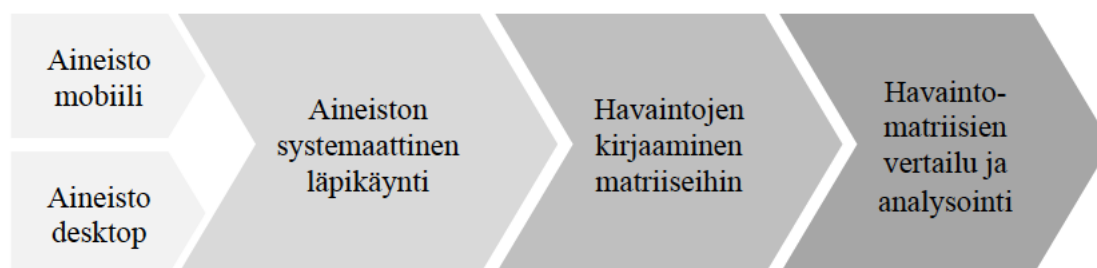 Aineisto
mobiili
Aineisto
desktop
Aineiston
systemaattinen
läpikäynti
Havaintojen
kirjaaminen
matriiseihin
Havainto-
matriisien
vertailu ja
analysointi